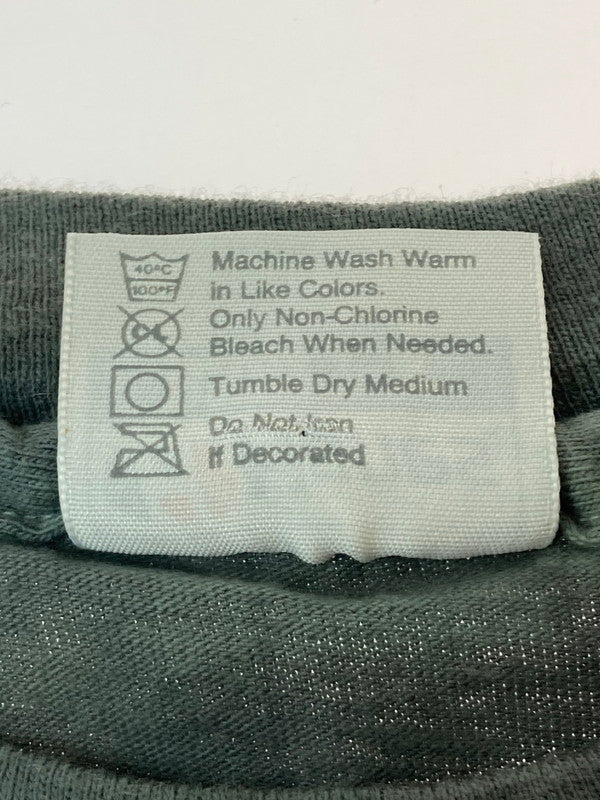 40°C
100°F
Machine Wash Warm
in Like Colors.
CL
Only Non-Chlorine
Bleach When Needed.
Tumble Dry Medium
Do Not Iron
If Decorated